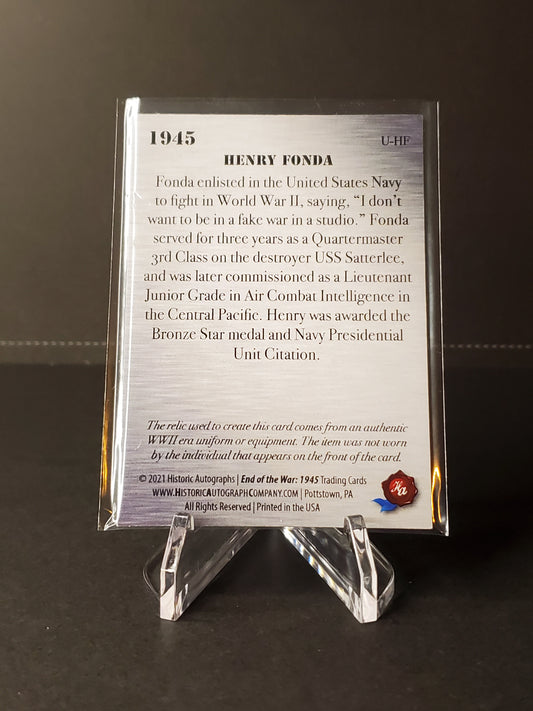 1945
U-HF
HENRY FONDA
Fonda enlisted in the United States Navy
to fight in World War II, saying, “I don’t
want to be in a fake war in a studio.” Fonda
served for three years as a Quartermaster
3rd Class on the destroyer USS Satterlee,
and was later commissioned as a Lieutenant
Junior Grade in Air Combat Intelligence in
the Central Pacific. Henry was awarded the
Bronze Star medal and Navy Presidential
Unit Citation.
The relic used to create this card comes from an authentic
WWII era uniform or equipment. The item was not worn
by the individual that appears on the front of the card.
© 2021 Historic Autographs | End of the War: 1945 Trading Cards
WWW.HISTORICAUTOGRAPHCOMPANY.COM | Pottstown, PA
All Rights Reserved | Printed in the USA
HA